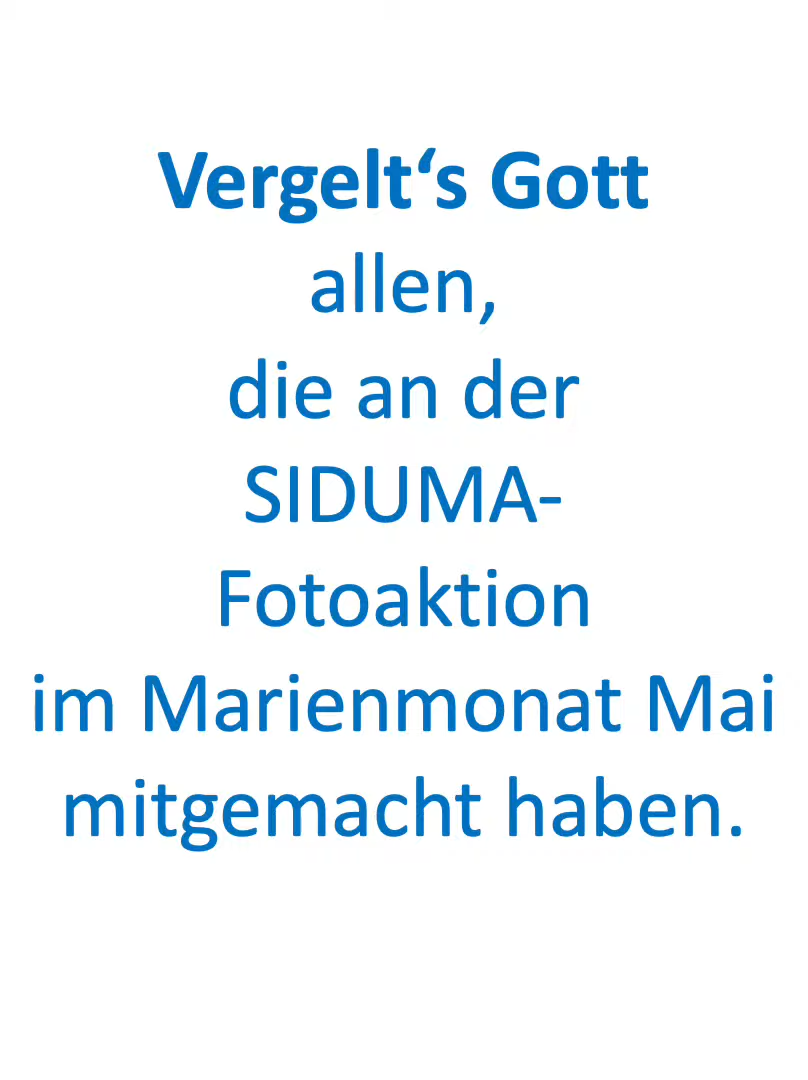 Vergelt‘s Gott
allen,
die an der
SIDUMA-
Fotoaktion
im Marienmonat Mai
mitgemacht haben.